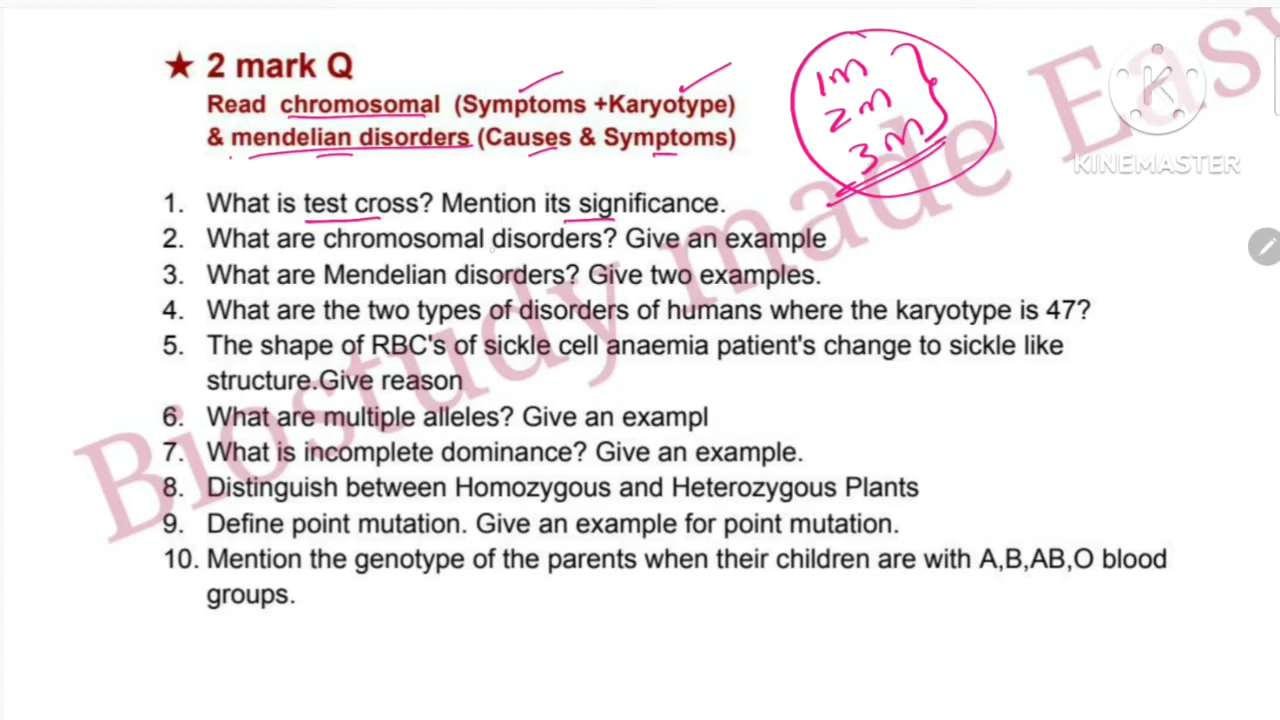 ★ 2 mark Q
Read chromosomal (Symptoms +Karyotype)
& mendelian disorders (Causes & Symptoms)
1m
2m
3m
K
KINEMASTER
1. What is test cross? Mention its significance.
2. What are chromosomal disorders? Give an example
3. What are Mendelian disorders? Give two examples.
4. What are the two types of disorders of humans where the karyotype is 47?
5. The shape of RBC's of sickle cell anaemia patient's change to sickle like
structure.Give reason
6. What are multiple alleles? Give an exampl
7. What is incomplete dominance? Give an example.
8. Distinguish between Homozygous and Heterozygous Plants
9. Define point mutation. Give an example for point mutation.
10. Mention the genotype of the parents when their children are with A,B,AB,O blood
groups.
Biostudy made Easy